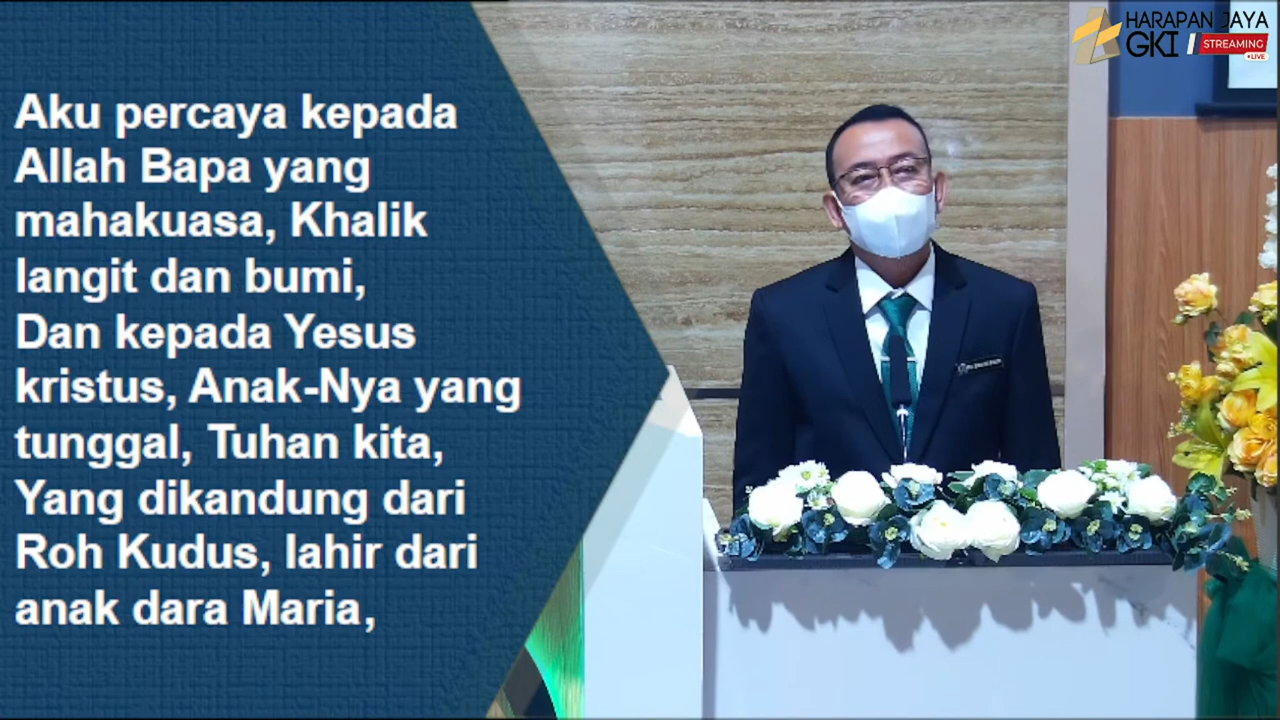 Aku percaya kepada
Allah Bapa yang
mahakuasa, Khalik
langit dan bumi,
Dan kepada Yesus
kristus, Anak-Nya yang
tunggal, Tuhan kita,
Yang dikandung dari
Roh Kudus, lahir dari
anak dara Maria,
HARAPAN JAYA
GKI
STREAMING
LIVE